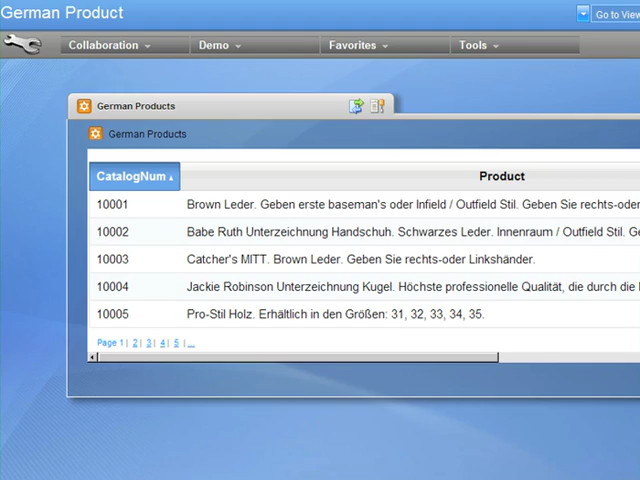 German Product
Go to View
Collaboration Demo Favorites Tools
German Products
German Products
CatalogNum Product
10001 Brown Leder. Geben erste baseman's oder Infield / Outfield Stil. Geben Sie rechts-oder
10002 Babe Ruth Unterzeichnung Handschuh. Schwarzes Leder. Innenraum / Outfield Stil. Ge
10003 Catcher's MITT. Brown Leder. Geben Sie rechts-oder Linkshänder.
10004 Jackie Robinson Unterzeichnung Kugel. Höchste professionelle Qualität, die durch die
10005 Pro-Stil Holz. Erhältlich in den Größen: 31, 32, 33, 34, 35.
Page 1 | 2 | 3 | 4 | 5 | ...